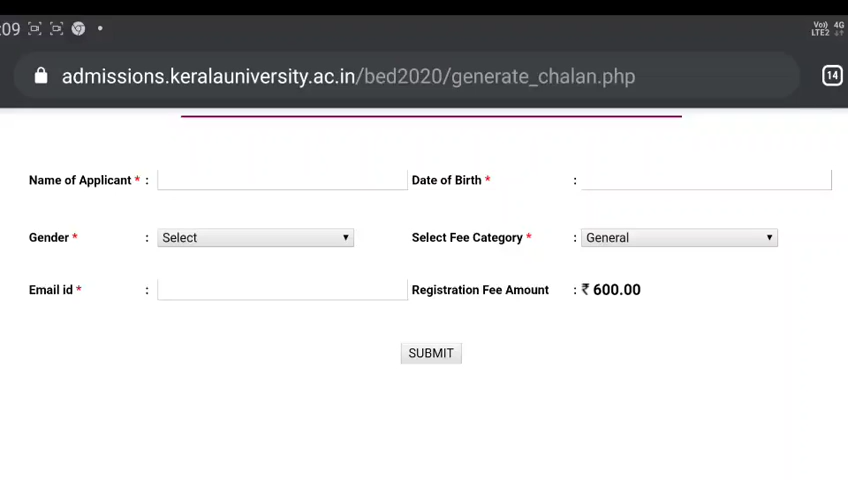 :09
Vo)) 4G
LTE2
admissions.keralauniversity.ac.in/bed2020/generate_chalan.php
14
Name of Applicant * :
Date of Birth * :
Gender * : Select
Select Fee Category * : General
Email id * :
Registration Fee Amount : ₹ 600.00
SUBMIT